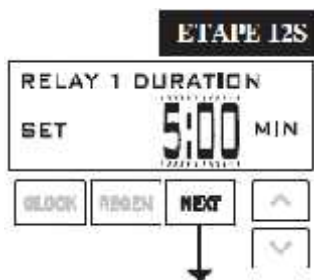 ETAPE 12S
RELAY 1 DURATION
SET 5:00 MIN
CLOCK REGEN NEXT